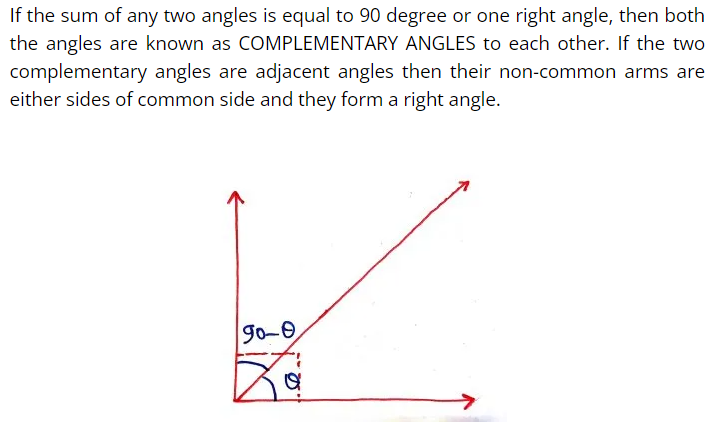 If the sum of any two angles is equal to 90 degree or one right angle, then both
the angles are known as COMPLEMENTARY ANGLES to each other. If the two
complementary angles are adjacent angles then their non-common arms are
either sides of common side and they form a right angle.
90-θ
θ